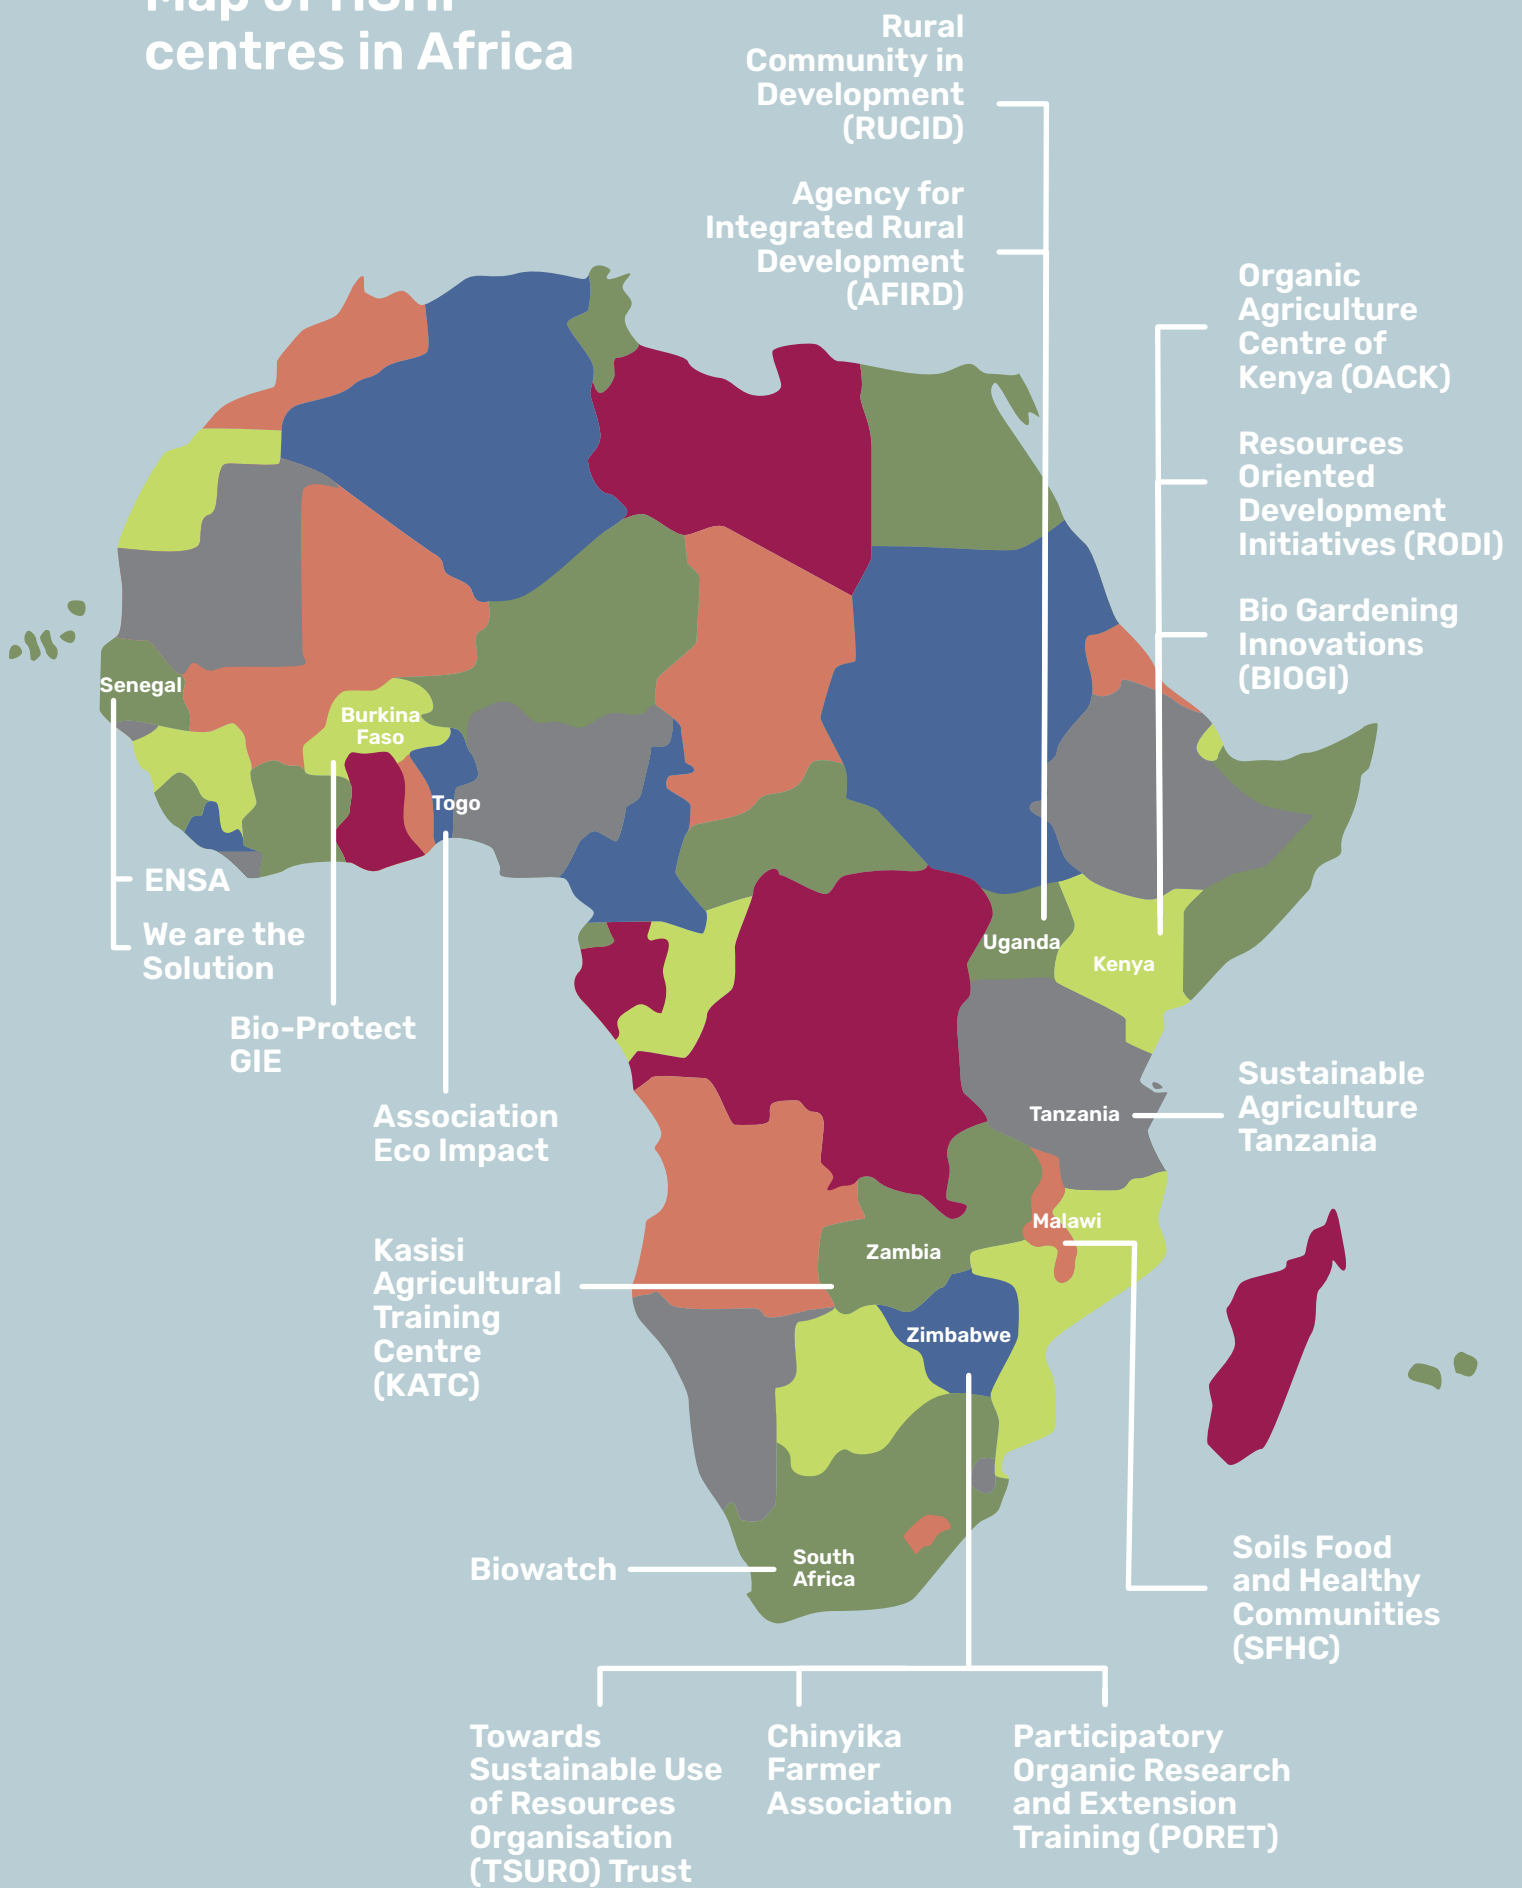 centres in Africa
Rural
Community in
Development
(RUCID)
Agency for
Integrated Rural
Development
(AFIRD)
Organic
Agriculture
Centre of
Kenya (OACK)
Resources
Oriented
Development
Initiatives (RODI)
Bio Gardening
Innovations
(BIOGI)
Senegal
Burkina
Faso
Togo
ENSA
We are the
Solution
Bio-Protect
GIE
Association
Eco Impact
Uganda
Kenya
Tanzania
Sustainable
Agriculture
Tanzania
Malawi
Zambia
Kasisi
Agricultural
Training
Centre
(KATC)
Zimbabwe
Biowatch
South
Africa
Soils Food
and Healthy
Communities
(SFHC)
Towards
Sustainable Use
of Resources
Organisation
(TSURO) Trust
Chinyika
Farmer
Association
Participatory
Organic Research
and Extension
Training (PORET)